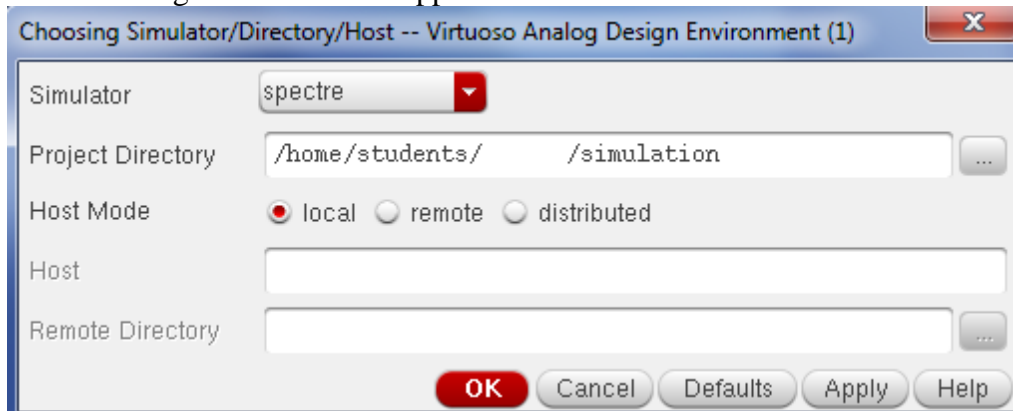 Choosing Simulator/Directory/Host -- Virtuoso Analog Design Environment (1)
Simulator spectre
Project Directory /home/students/ /simulation ...
Host Mode local remote distributed
Host
Remote Directory ...
OK Cancel Defaults Apply Help